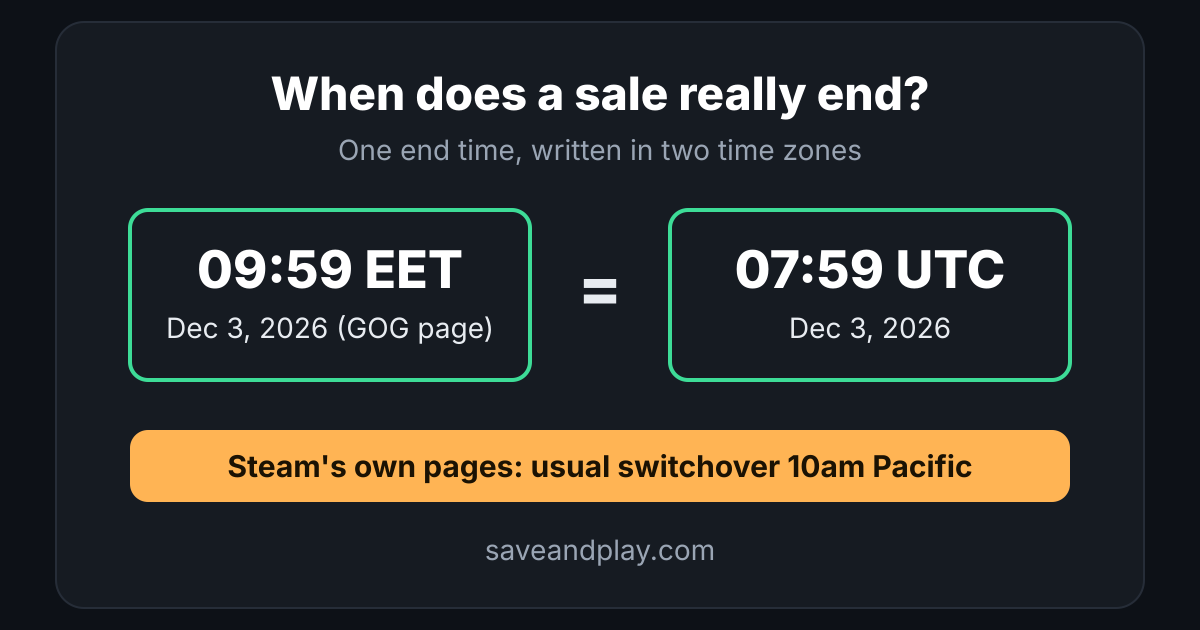 When does a sale really end?
One end time, written in two time zones
09:59 EET
Dec 3, 2026 (GOG page)
=
07:59 UTC
Dec 3, 2026
Steam's own pages: usual switchover 10am Pacific
saveandplay.com